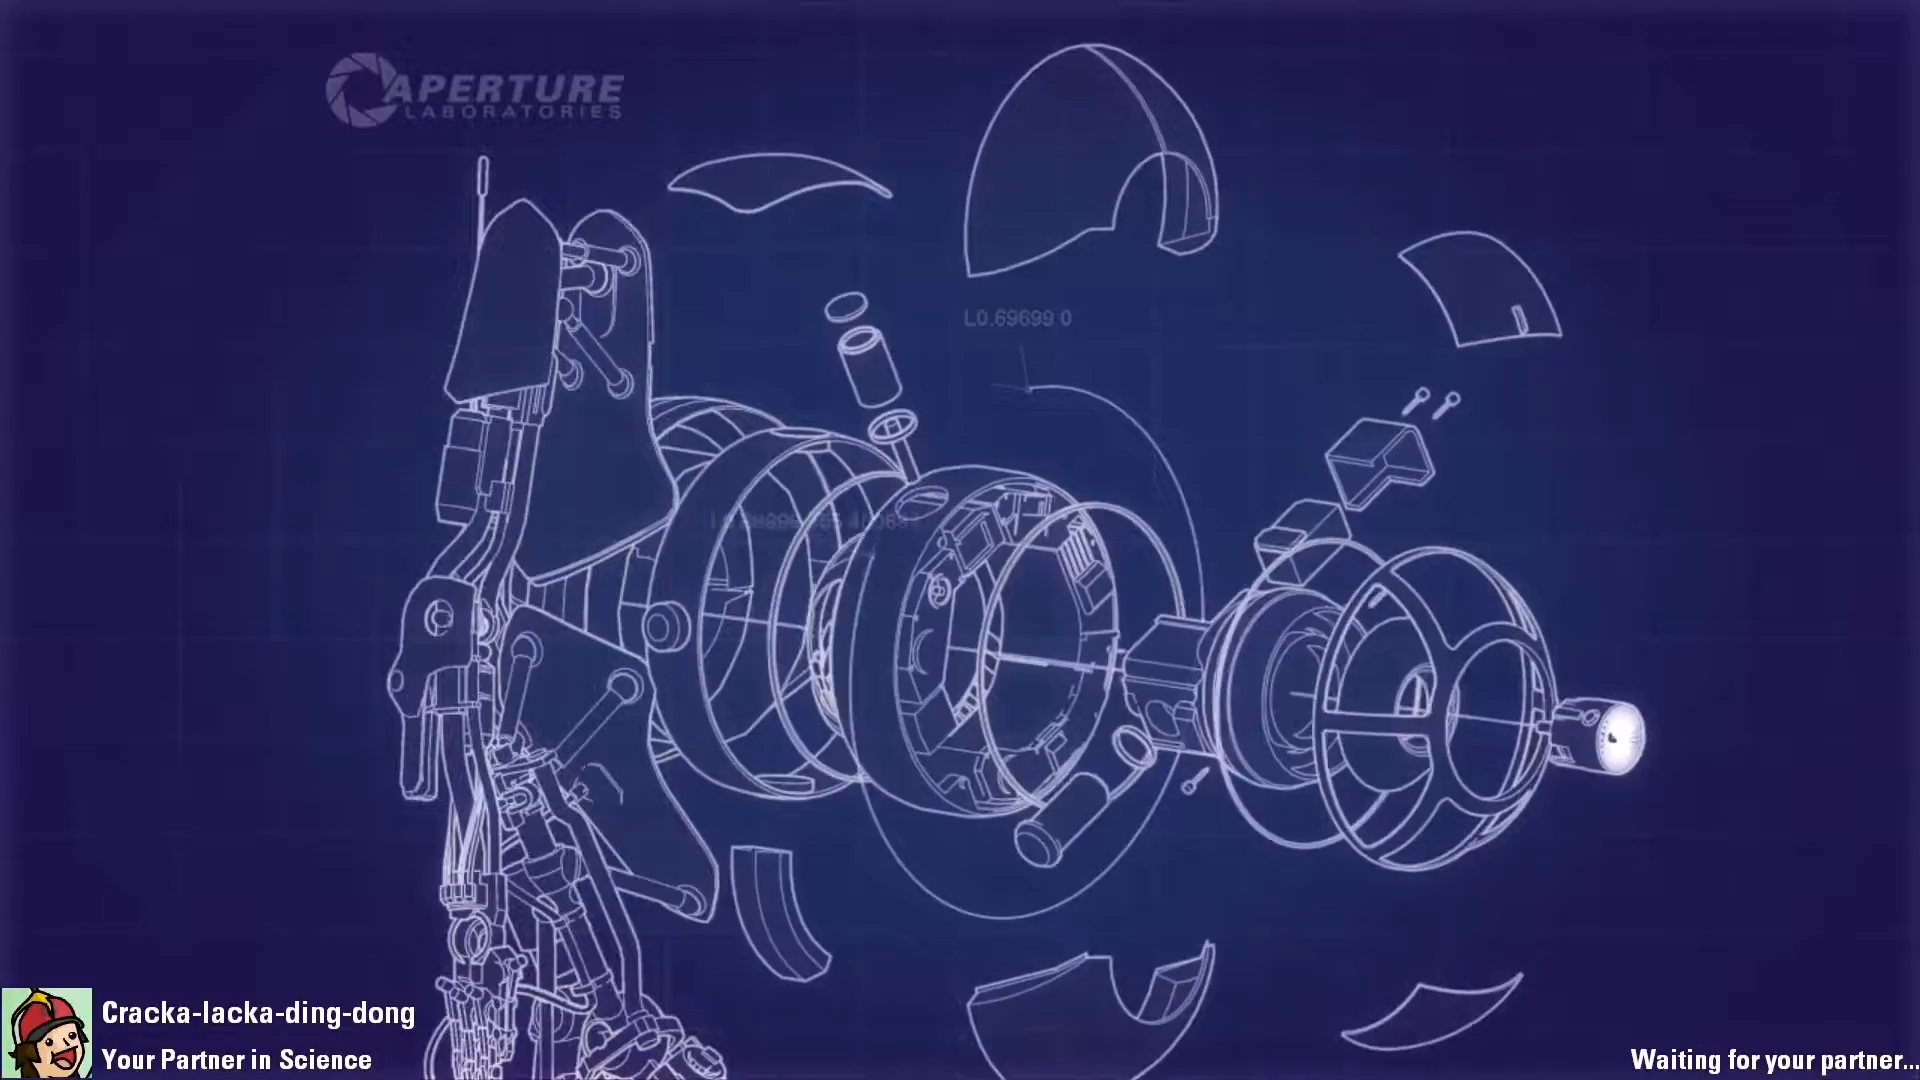 APERTURE
LABORATORIES
L0.69699 0
Cracka-lacka-ding-dong
Your Partner in Science
Waiting for your partner...